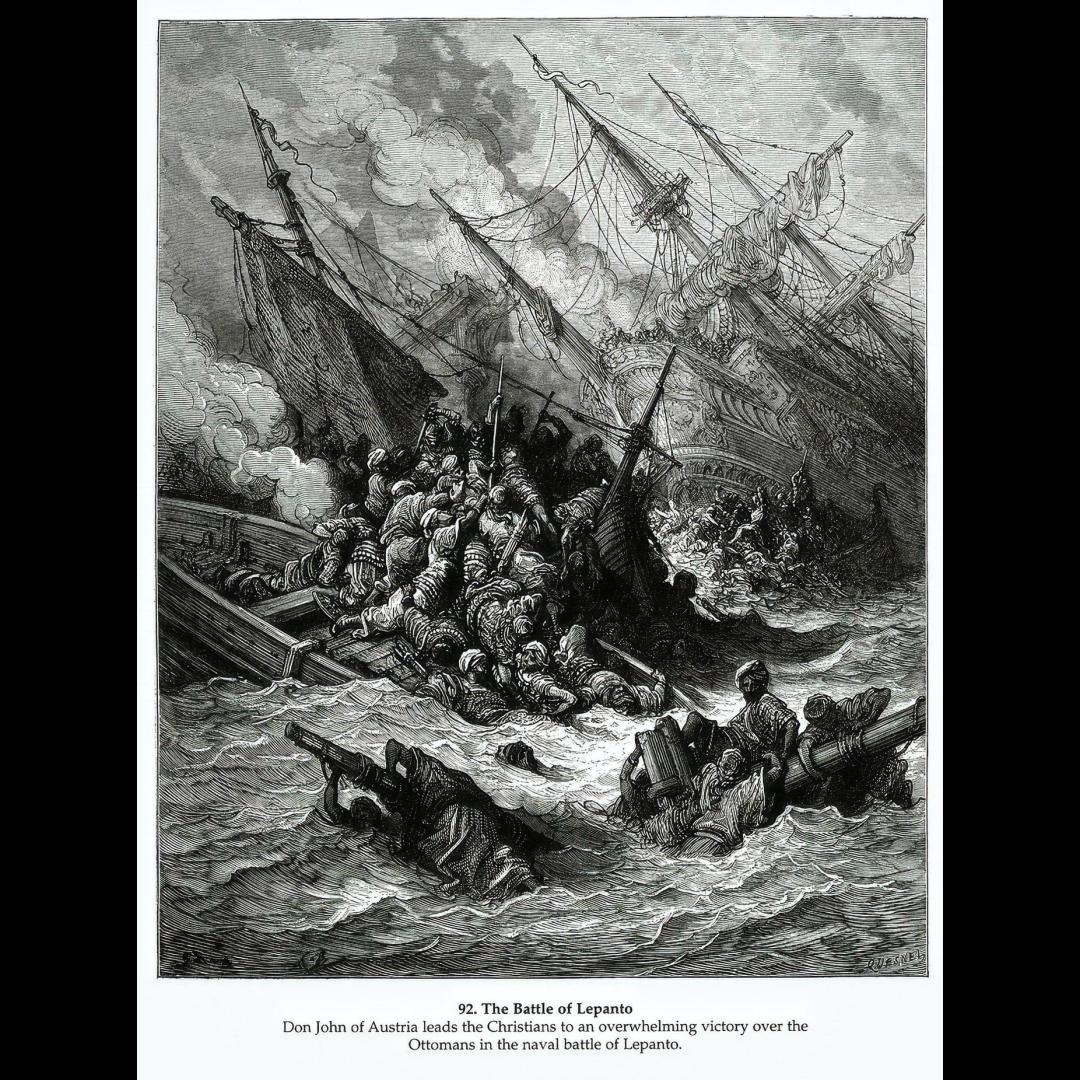 QUESNEL
92. The Battle of Lepanto
Don John of Austria leads the Christians to an overwhelming victory over the
Ottomans in the naval battle of Lepanto.